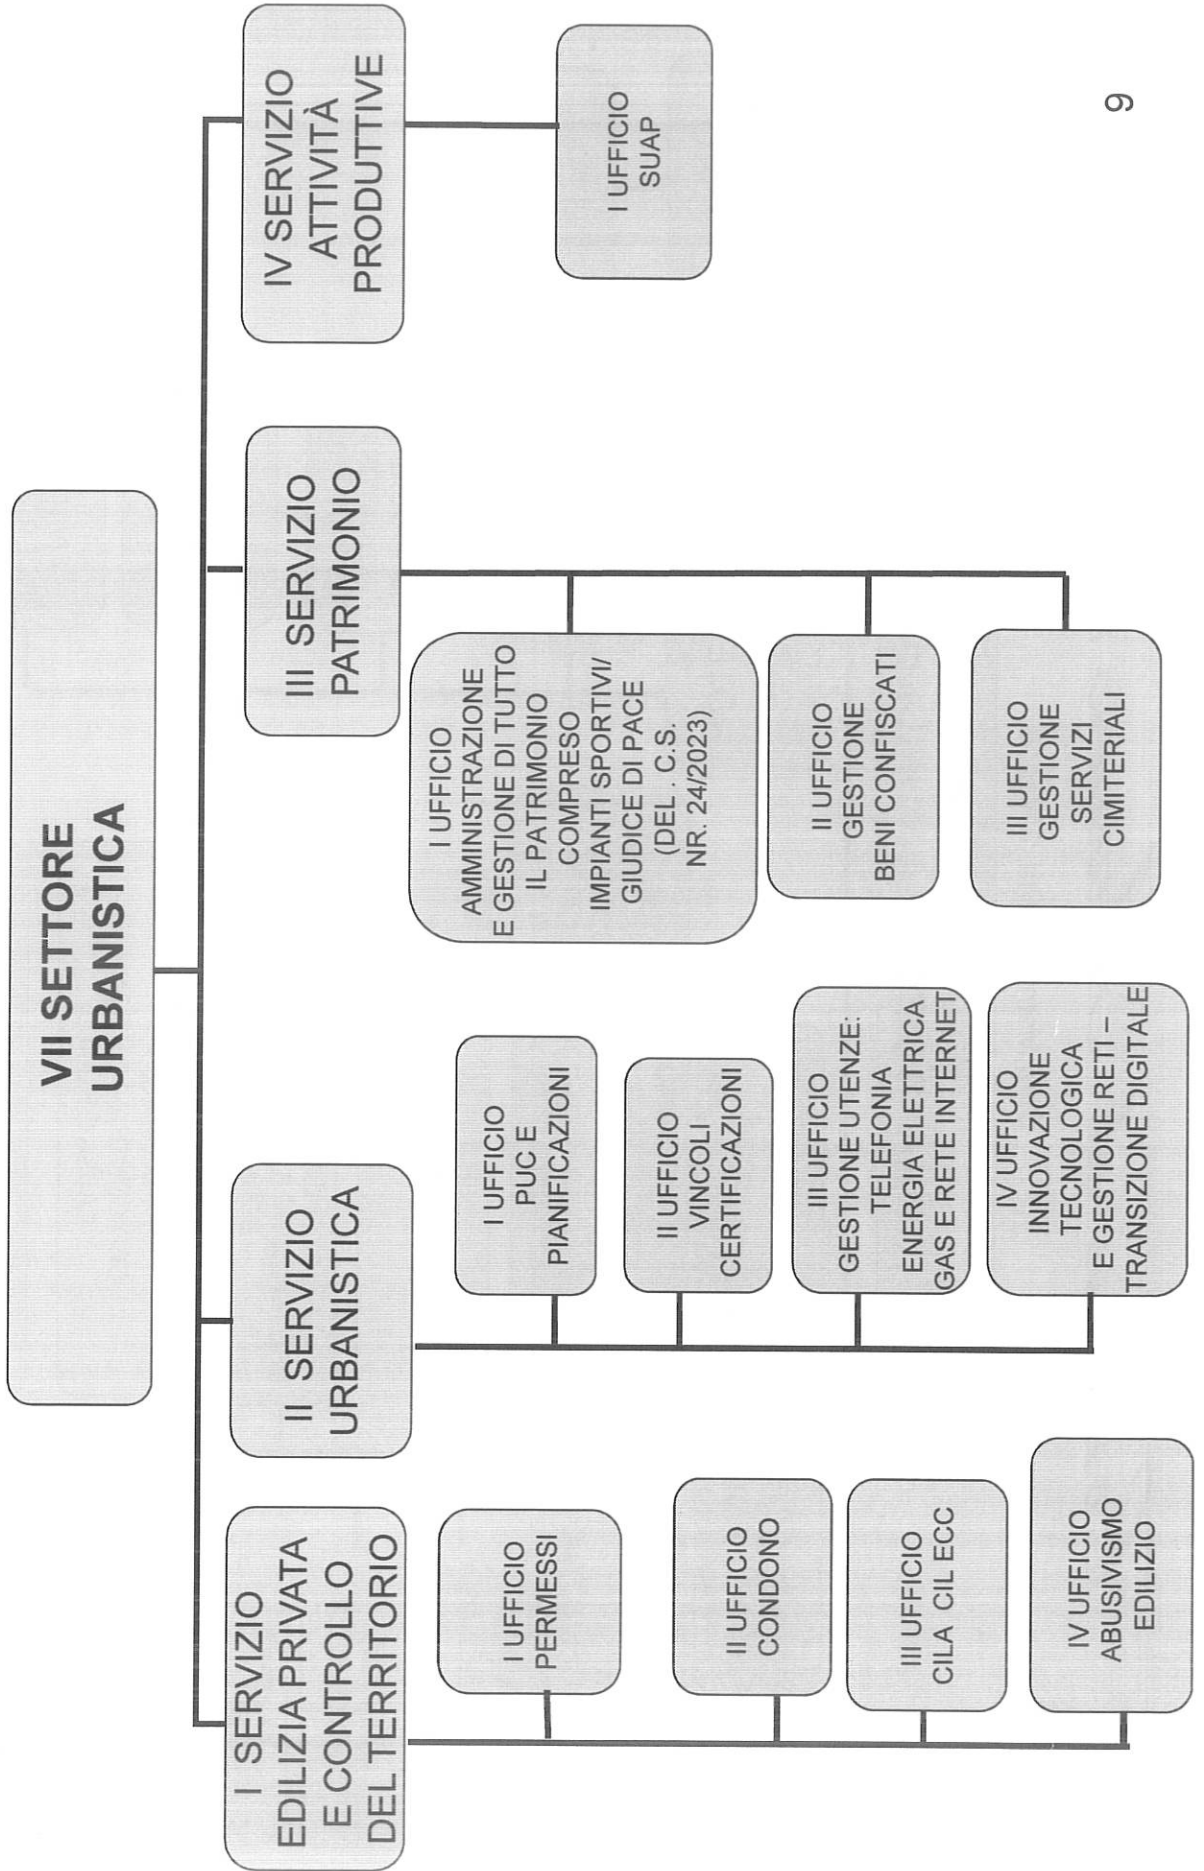 VII SETTORE
URBANISTICA
I SERVIZIO
EDILIZIA PRIVATA
E CONTROLLO
DEL TERRITORIO
I UFFICIO
PERMESSI
II UFFICIO
CONDONO
III UFFICIO
CILA CIL ECC
IV UFFICIO
ABUSIVISMO
EDILIZIO
II SERVIZIO
URBANISTICA
I UFFICIO
PUC E
PIANIFICAZIONI
II UFFICIO
VINCOLI
CERTIFICAZIONI
III UFFICIO
GESTIONE UTENZE:
TELEFONIA
ENERGIA ELETTRICA
GAS E RETE INTERNET
IV UFFICIO
INNOVAZIONE
TECNOLOGICA
E GESTIONE RETI –
TRANSIZIONE DIGITALE
III SERVIZIO
PATRIMONIO
I UFFICIO
AMMINISTRAZIONE
E GESTIONE DI TUTTO
IL PATRIMONIO
COMPRESO
IMPIANTI SPORTIVI/
GIUDICE DI PACE
(DEL . C.S.
NR. 24/2023)
II UFFICIO
GESTIONE
BENI CONFISCATI
III UFFICIO
GESTIONE
SERVIZI
CIMITERIALI
IV SERVIZIO
ATTIVITÀ
PRODUTTIVE
I UFFICIO
SUAP
9